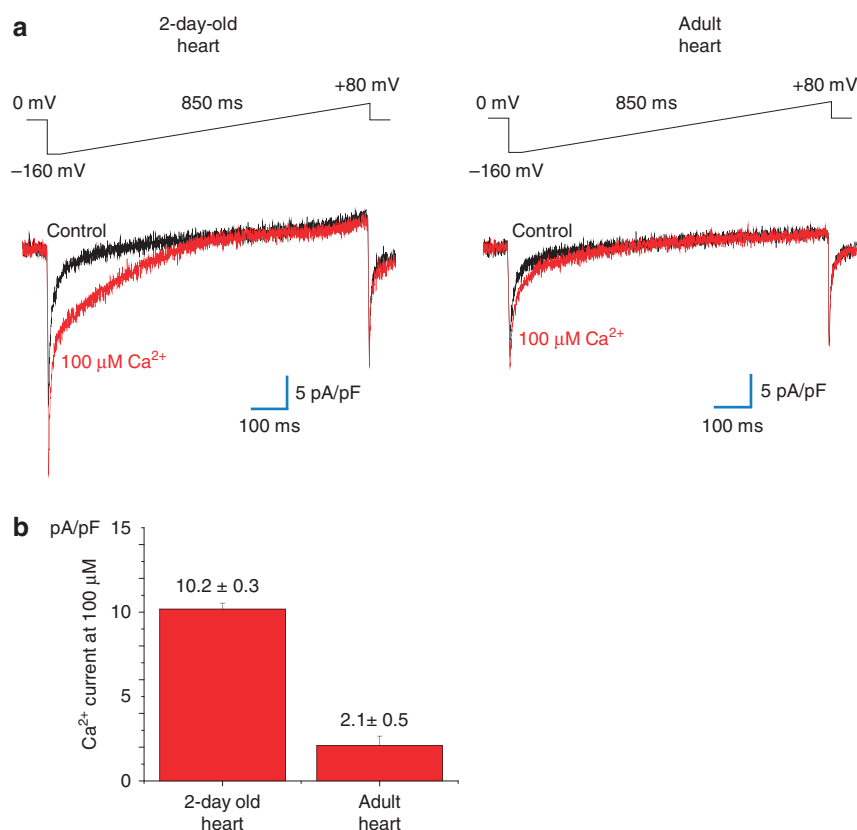 a
2-day-old
heart
0 mV
850 ms
+80 mV
−160 mV
Control
100 µM Ca²⁺
5 pA/pF
100 ms
Adult
heart
0 mV
850 ms
+80 mV
−160 mV
Control
100 µM Ca²⁺
5 pA/pF
100 ms
b
pA/pF
Ca²⁺ current at 100 µM
15
10
5
0
10.2 ± 0.3
2.1± 0.5
2-day old
heart
Adult
heart